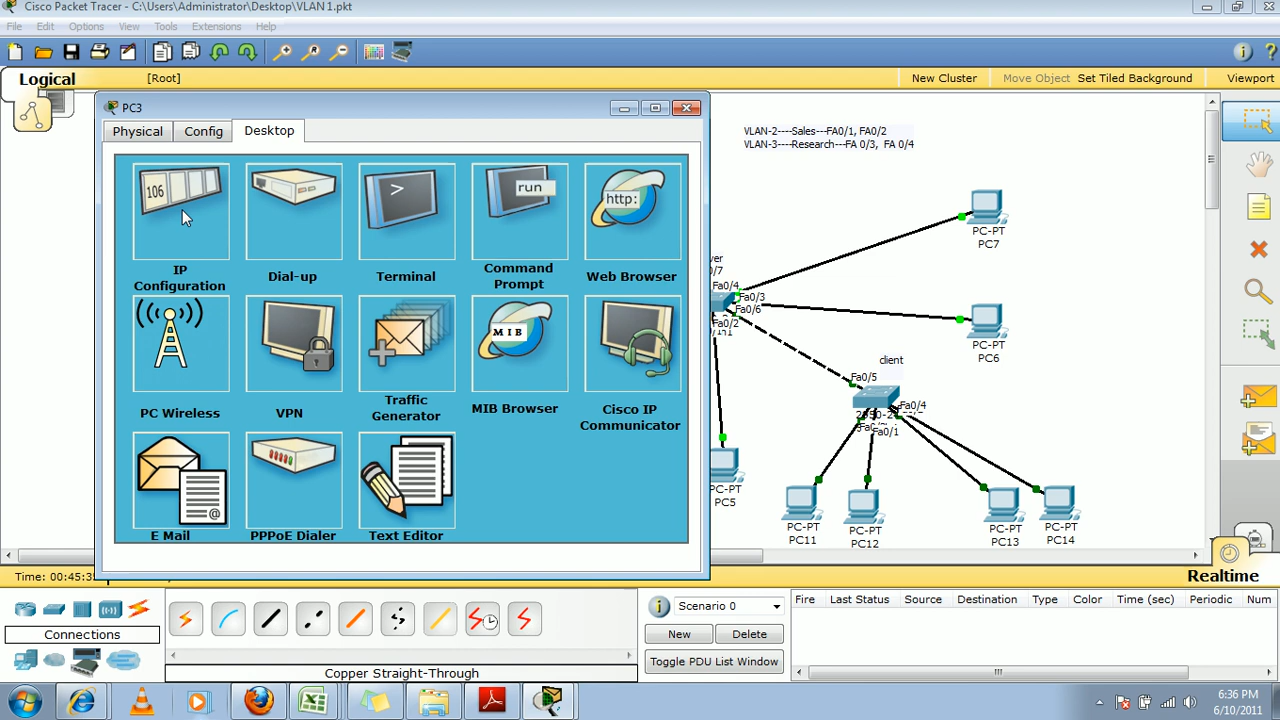 Cisco Packet Tracer - C:\Users\Administrator\Desktop\VLAN 1.pkt
File Edit Options View Tools Extensions Help
Logical
[Root]
New Cluster
Move Object
Set Tiled Background
Viewport
PC3
Physical
Config
Desktop
106
>
run
http:
IP
Configuration
Dial-up
Terminal
Command
Prompt
Web Browser
MIB
PC Wireless
VPN
Traffic
Generator
MIB Browser
Cisco IP
Communicator
@
E Mail
PPPoE Dialer
Text Editor
VLAN-2----Sales---FA0/1, FA0/2
VLAN-3----Research---FA 0/3, FA 0/4
PC-PT
PC7
Fa0/4
Fa0/3
Fa0/6
Fa0/2
PC-PT
PC6
client
Fa0/5
Fa0/4
Fa0/1
PC-PT
PC5
PC-PT
PC11
PC-PT
PC12
PC-PT
PC13
PC-PT
PC14
Realtime
Connections
Copper Straight-Through
Scenario 0
New
Delete
Toggle PDU List Window
Fire Last Status Source Destination Type Color Time (sec) Periodic Num
6:36 PM
6/10/2011